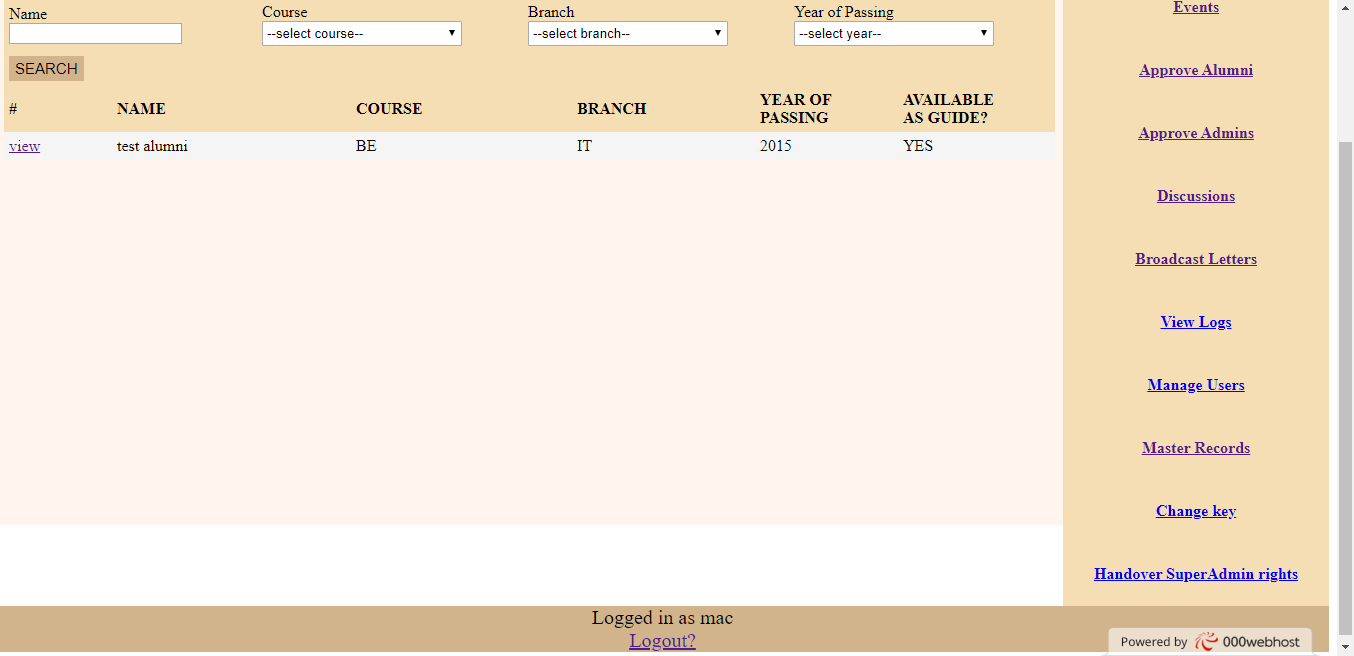 Name
Course
Branch
Year of Passing
--select course--
--select branch--
--select year--
SEARCH
# NAME COURSE BRANCH YEAR OF PASSING AVAILABLE AS GUIDE?
view test alumni BE IT 2015 YES
Events
Approve Alumni
Approve Admins
Discussions
Broadcast Letters
View Logs
Manage Users
Master Records
Change key
Handover SuperAdmin rights
Logged in as mac
Logout?
Powered by 000webhost